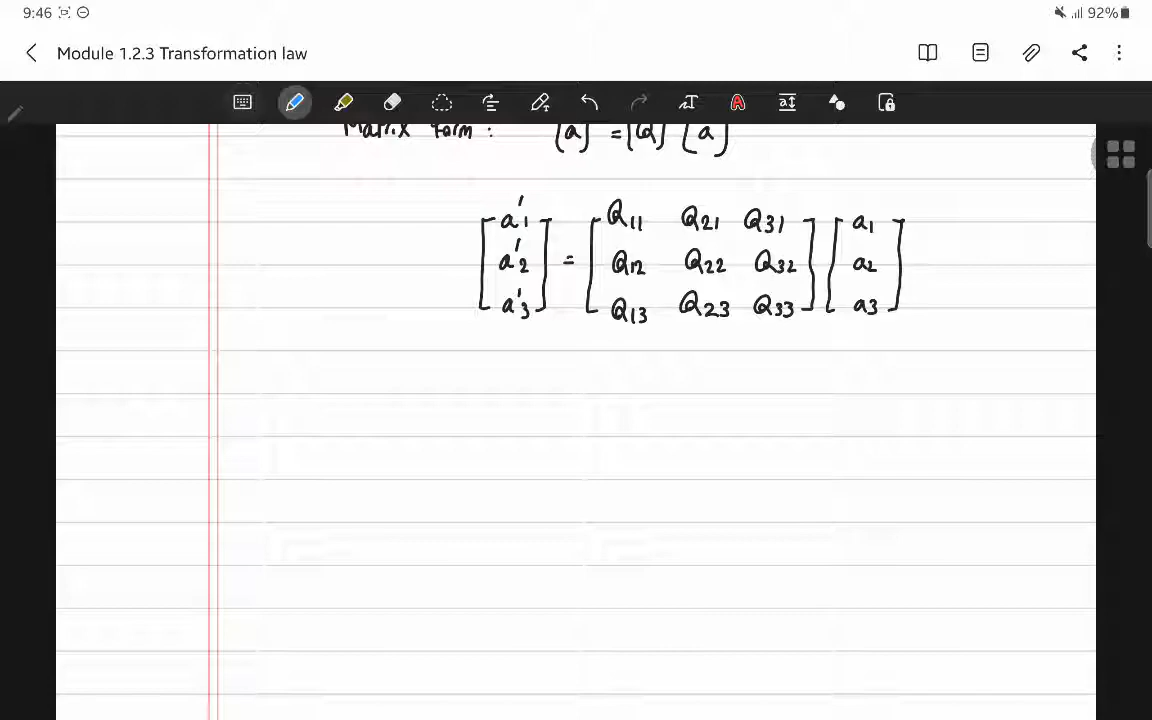 9:46 92%
Module 1.2.3 Transformation law
Matrix form : [a] = [Q] [a]
[a'1] = [Q11 Q21 Q31] [a1]
[a'2] = [Q12 Q22 Q32] [a2]
[a'3] = [Q13 Q23 Q33] [a3]